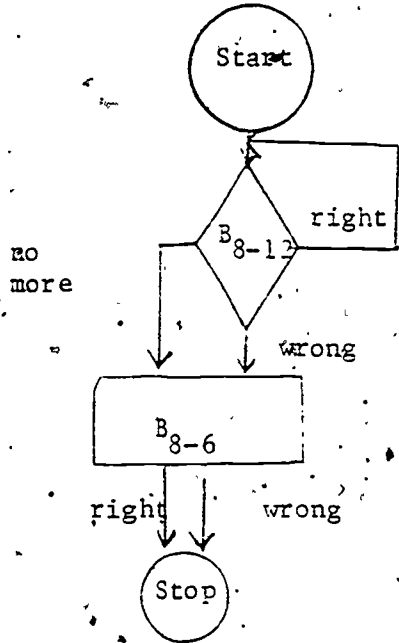 Start
right
B8-12
no
more
wrong
B8-6
right wrong
Stop